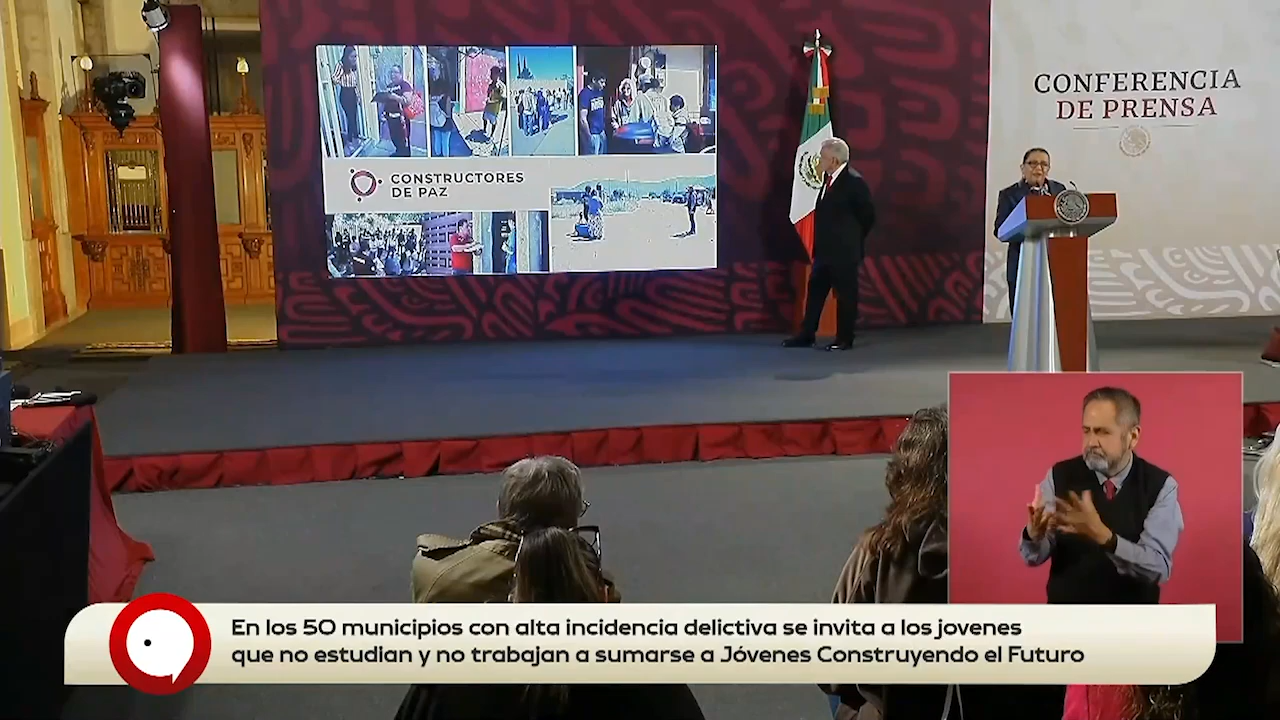 CONFERENCIA
DE PRENSA
CONSTRUCTORES
DE PAZ
En los 50 municipios con alta incidencia delictiva se invita a los jovenes
que no estudian y no trabajan a sumarse a Jóvenes Construyendo el Futuro